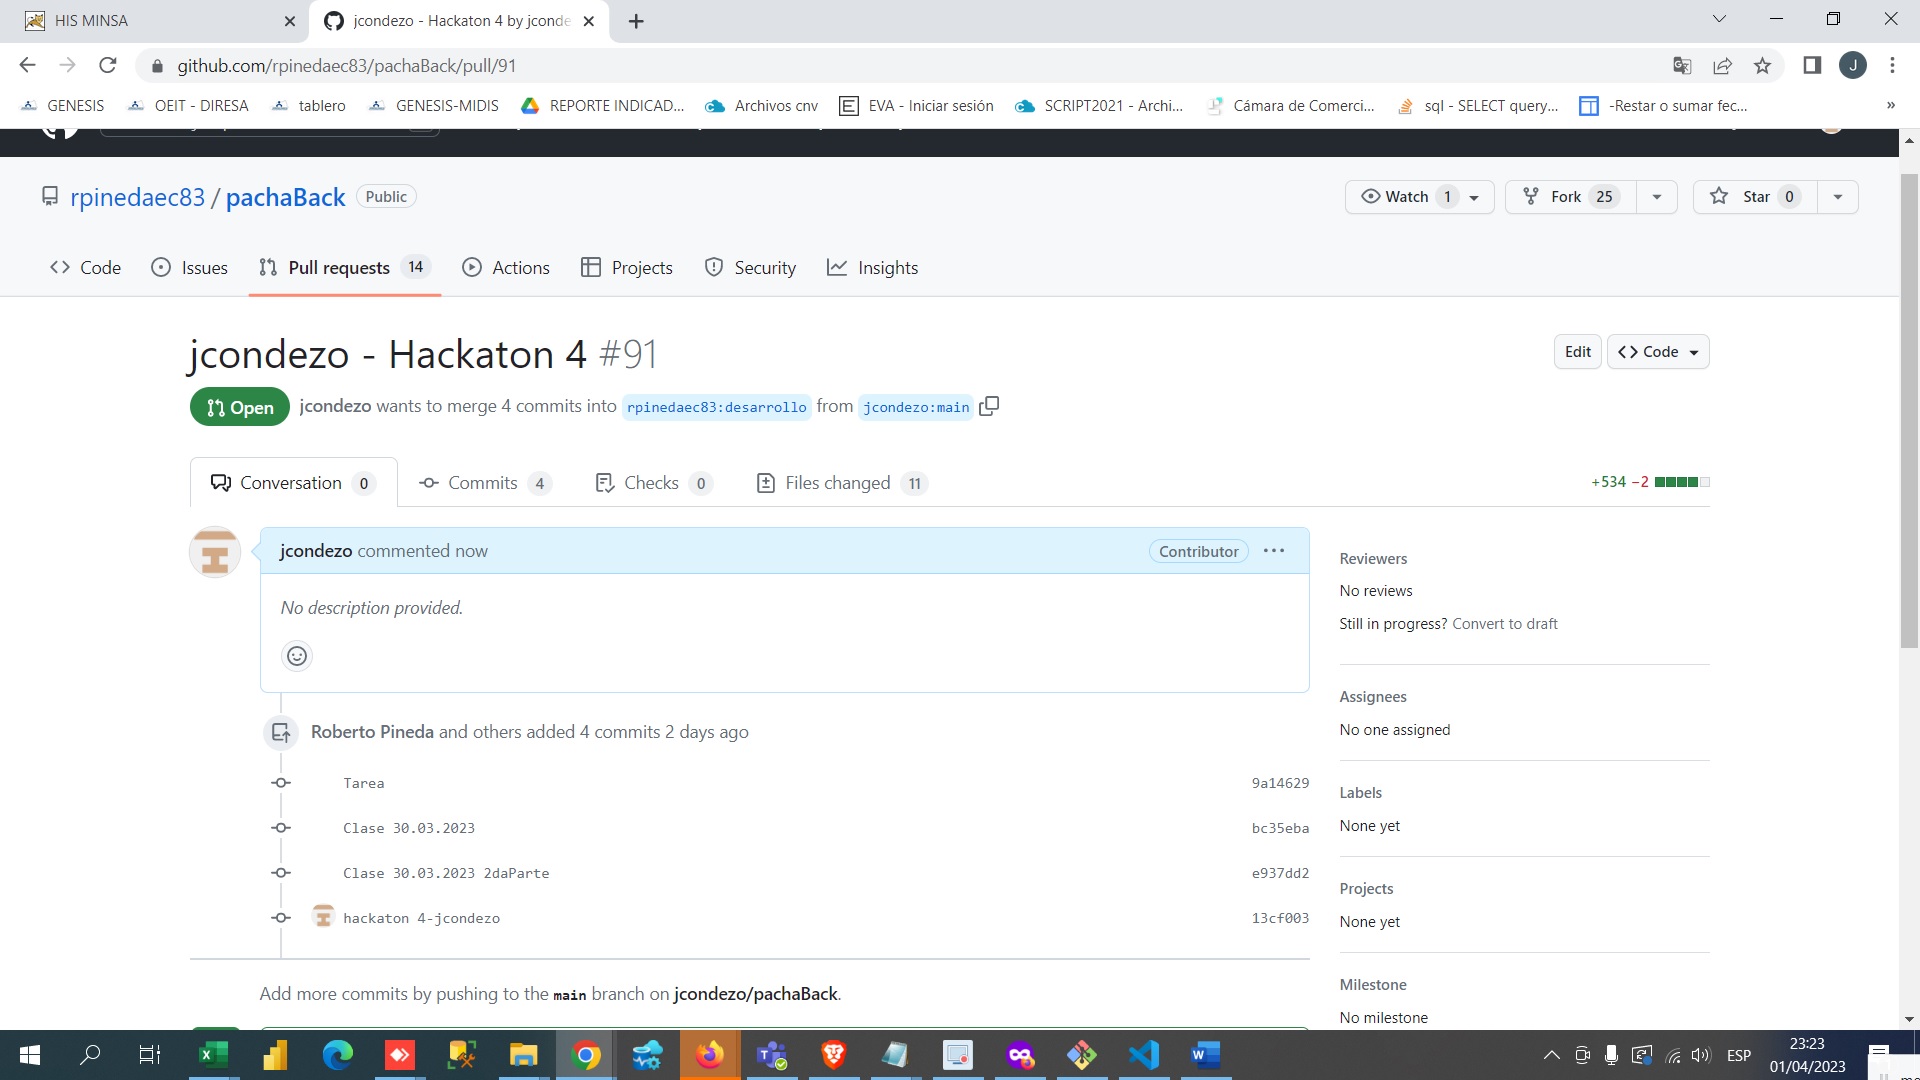 HIS MINSA
jcondezo - Hackaton 4 by jconde
github.com/rpinedaec83/pachaBack/pull/91
J
GENESIS
OEIT - DIRESA
tablero
GENESIS-MIDIS
REPORTE INDICAD...
Archivos cnv
EVA - Iniciar sesión
SCRIPT2021 - Archi...
Cámara de Comerci...
sql - SELECT query...
-Restar o sumar fec...
»
rpinedaec83 / pachaBack Public
Watch 1
Fork 25
Star 0
Code
Issues
Pull requests 14
Actions
Projects
Security
Insights
jcondezo - Hackaton 4 #91
Edit
Code
Open
jcondezo wants to merge 4 commits into rpinedaec83:desarrollo from jcondezo:main
Conversation 0
Commits 4
Checks 0
Files changed 11
+534 −2
jcondezo commented now
Contributor
No description provided.
Reviewers
No reviews
Still in progress? Convert to draft
Assignees
No one assigned
Labels
None yet
Projects
None yet
Milestone
No milestone
Roberto Pineda and others added 4 commits 2 days ago
Tarea 9a14629
Clase 30.03.2023 bc35eba
Clase 30.03.2023 2daParte e937dd2
hackaton 4-jcondezo 13cf003
Add more commits by pushing to the main branch on jcondezo/pachaBack.
ESP
23:23
01/04/2023